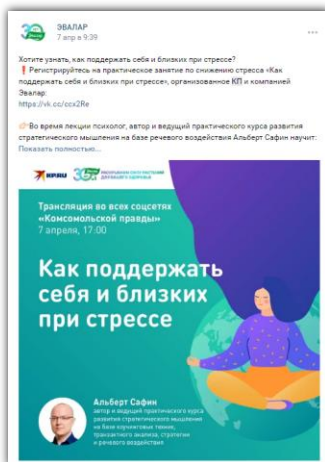 ЭВАЛАР
7 апр в 9:39
Хотите узнать, как поддержать себя и близких при стрессе?
❗ Регистрируйтесь на практическое занятие по снижению стресса «Как
поддержать себя и близких при стрессе», организованное КП и компанией
Эвалар:
https://vk.cc/ccx2Re
Во время лекции психолог, автор и ведущий практического курса развития
стратегического мышления на базе речевого воздействия Альберт Сафин научит:
Показать полностью...
KP.RU
Трансляция во всех соцсетях
«Комсомольской правды»
7 апреля, 17.00
Как поддержать
себя и близких
при стрессе
Альберт Сафин
автор и ведущий практического курса
развития стратегического мышления
на базе коучинговых техник,
транзактного анализа, стратегии
и речевого воздействия